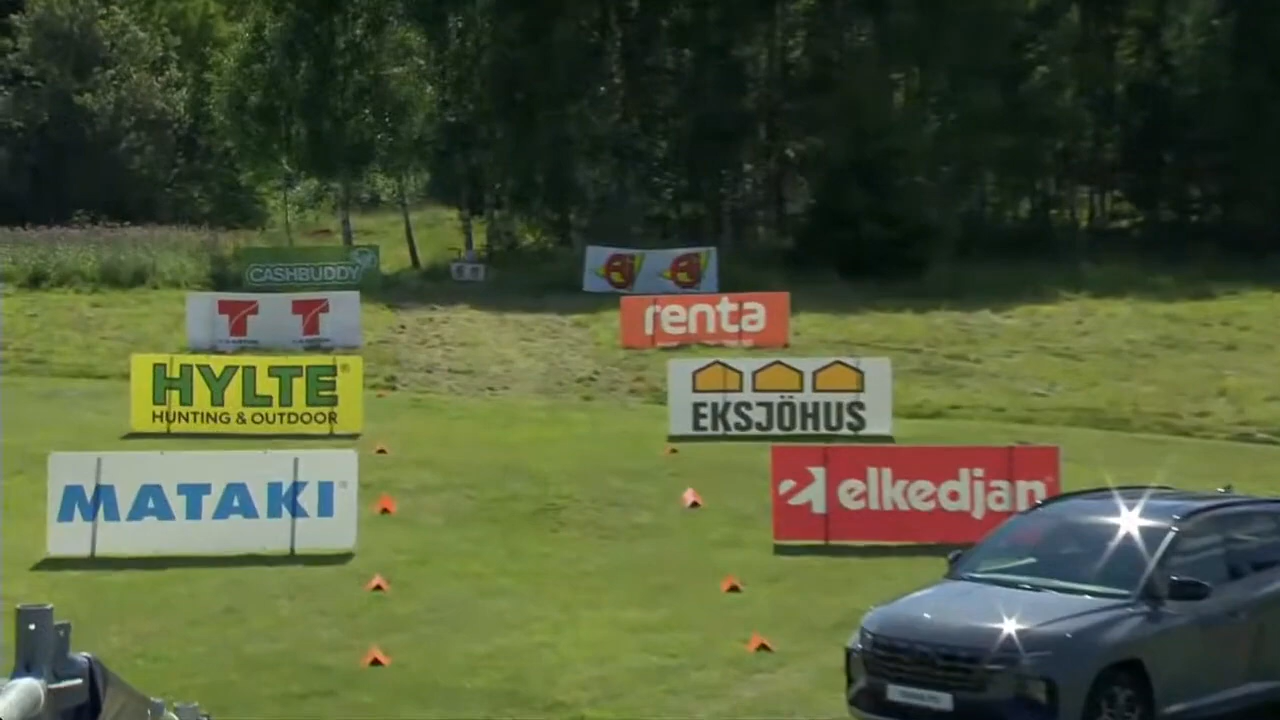 CASHBUDDY
T T
renta
HYLTE
HUNTING & OUTDOOR
EKSJÖHUS
MATAKI
elkedjan